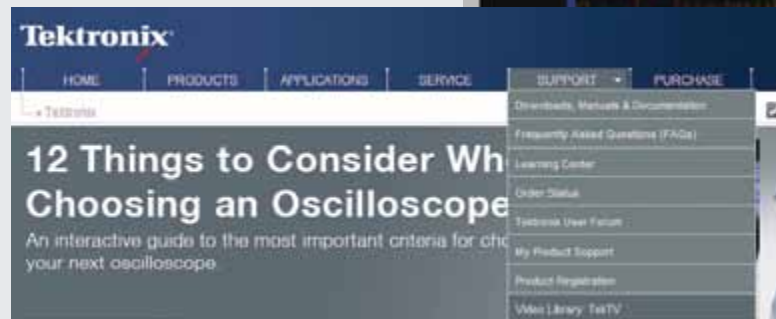 Tektronix
HOME PRODUCTS APPLICATIONS SERVICE SUPPORT PURCHASE
Tektronix
12 Things to Consider Wh
Choosing an Oscilloscope
An interactive guide to the most important criteria for cho
your next oscilloscope.
Downloads, Manuals & Documentation
Frequently Asked Questions (FAQs)
Learning Center
Order Status
Tektronix User Forum
My Product Support
Product Registration
Video Library: TekTV